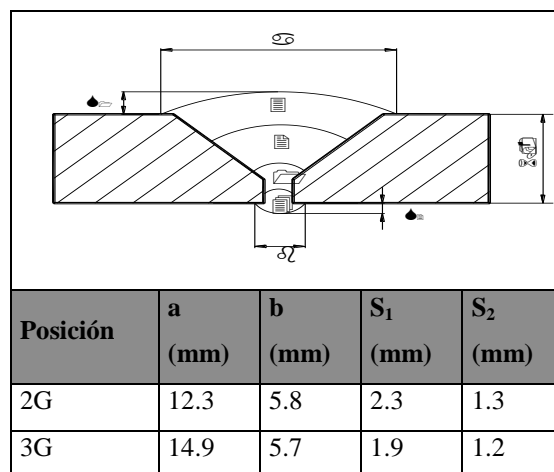 Posición a (mm) b (mm) S₁ (mm) S₂ (mm)
2G 12.3 5.8 2.3 1.3
3G 14.9 5.7 1.9 1.2